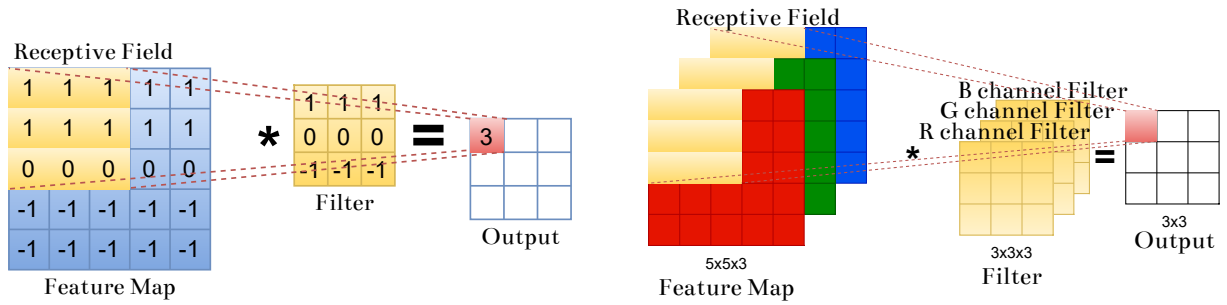 Receptive Field
1 1 1 1 1
1 1 1 1 1
0 0 0 0 0
-1 -1 -1 -1 -1
-1 -1 -1 -1 -1
Feature Map
*
1 1 1
0 0 0
-1 -1 -1
Filter
=
3
Output
Receptive Field
5x5x3
Feature Map
*
B channel Filter
G channel Filter
R channel Filter
3x3x3
Filter
=
3x3
Output